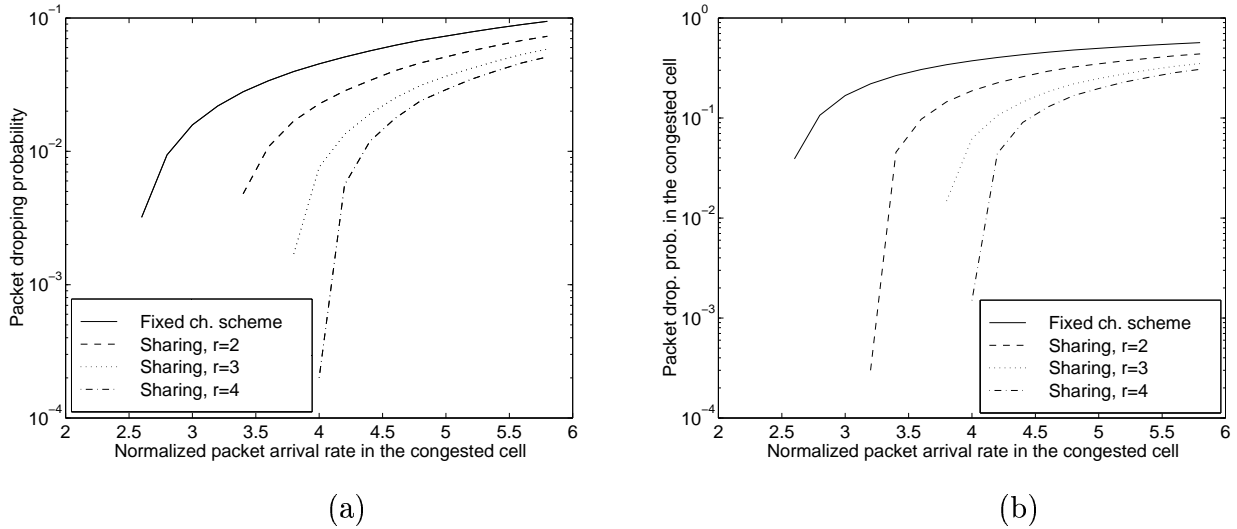 10^-1
10^-2
10^-3
10^-4
Packet dropping probability
Fixed ch. scheme
Sharing, r=2
Sharing, r=3
Sharing, r=4
2 2.5 3 3.5 4 4.5 5 5.5 6
Normalized packet arrival rate in the congested cell
(a)
10^0
10^-1
10^-2
10^-3
10^-4
Packet drop. prob. in the congested cell
Fixed ch. scheme
Sharing, r=2
Sharing, r=3
Sharing, r=4
2 2.5 3 3.5 4 4.5 5 5.5 6
Normalized packet arrival rate in the congested cell
(b)